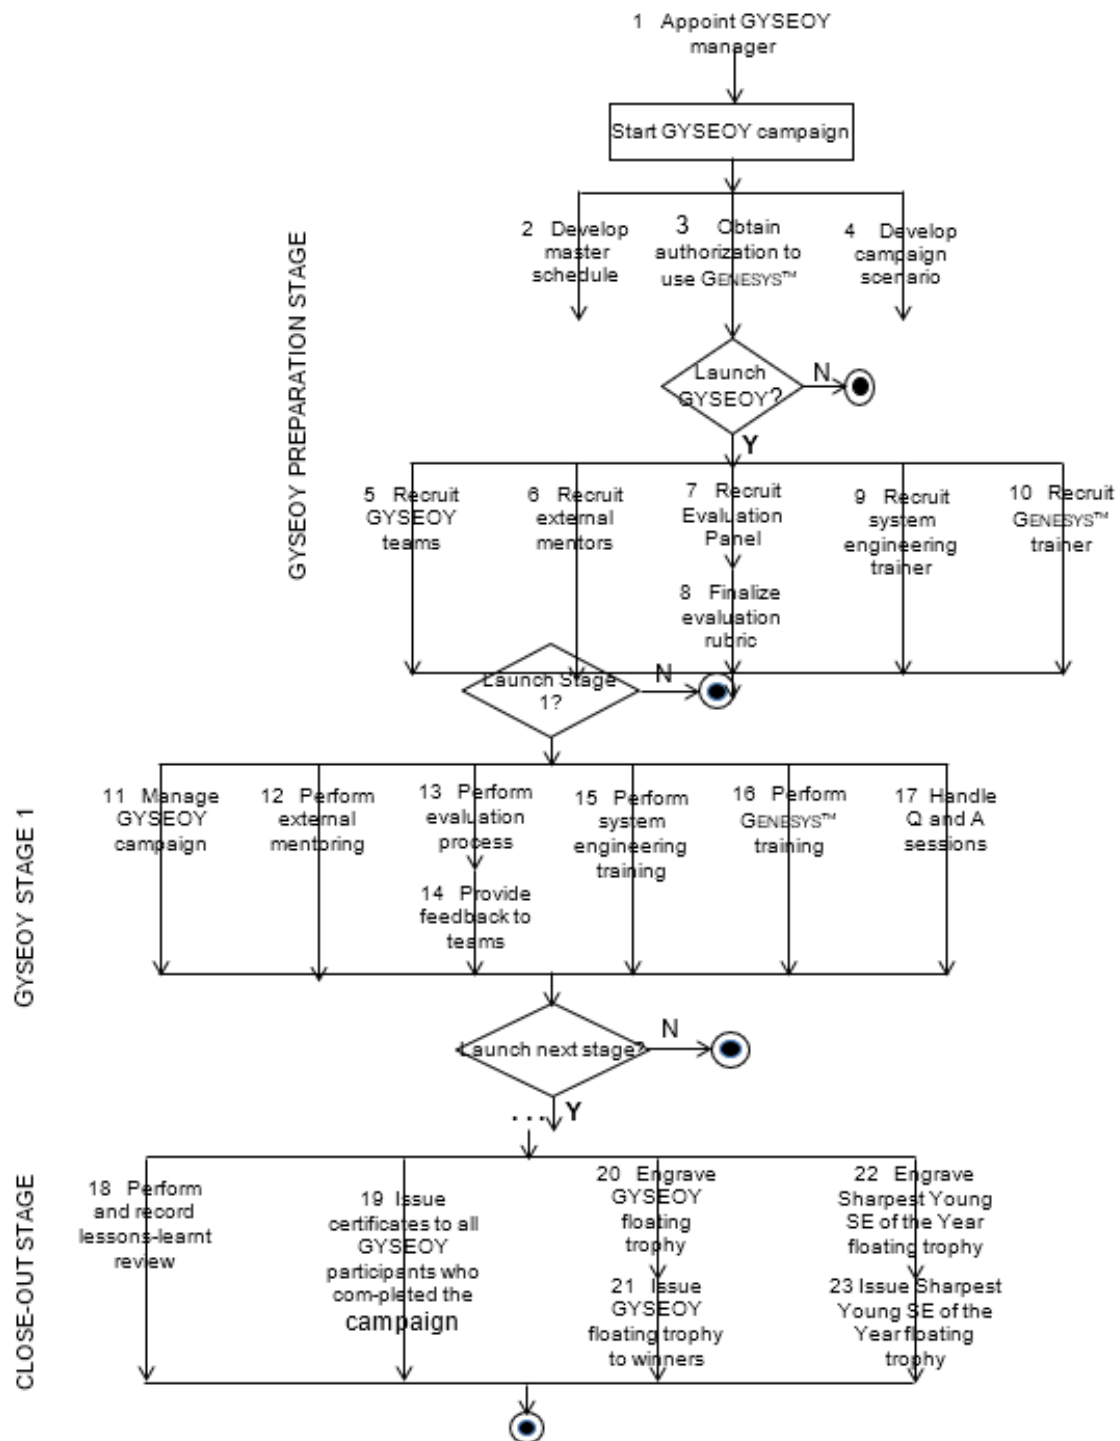 1 Appoint GYSEOY
manager
Start GYSEOY campaign
GYSEOY PREPARATION STAGE
2 Develop
master
schedule
3 Obtain
authorization to
use GENESYS™
4 Develop
campaign
scenario
Launch
GYSEOY?
N
Y
5 Recruit
GYSEOY
teams
6 Recruit
external
mentors
7 Recruit
Evaluation
Panel
8 Finalize
evaluation
rubric
9 Recruit
system
engineering
trainer
10 Recruit
GENESYS™
trainer
Launch Stage
1?
N
GYSEOY STAGE 1
11 Manage
GYSEOY
campaign
12 Perform
external
mentoring
13 Perform
evaluation
process
14 Provide
feedback to
teams
15 Perform
system
engineering
training
16 Perform
GENESYS™
training
17 Handle
Q and A
sessions
Launch next stage?
N
... Y
CLOSE-OUT STAGE
18 Perform
and record
lessons-learnt
review
19 Issue
certificates to all
GYSEOY
participants who
com-pleted the
campaign
20 Engrave
GYSEOY
floating
trophy
21 Issue
GYSEOY
floating trophy
to winners
22 Engrave
Sharpest Young
SE of the Year
floating trophy
23 Issue Sharpest
Young SE of the
Year floating
trophy